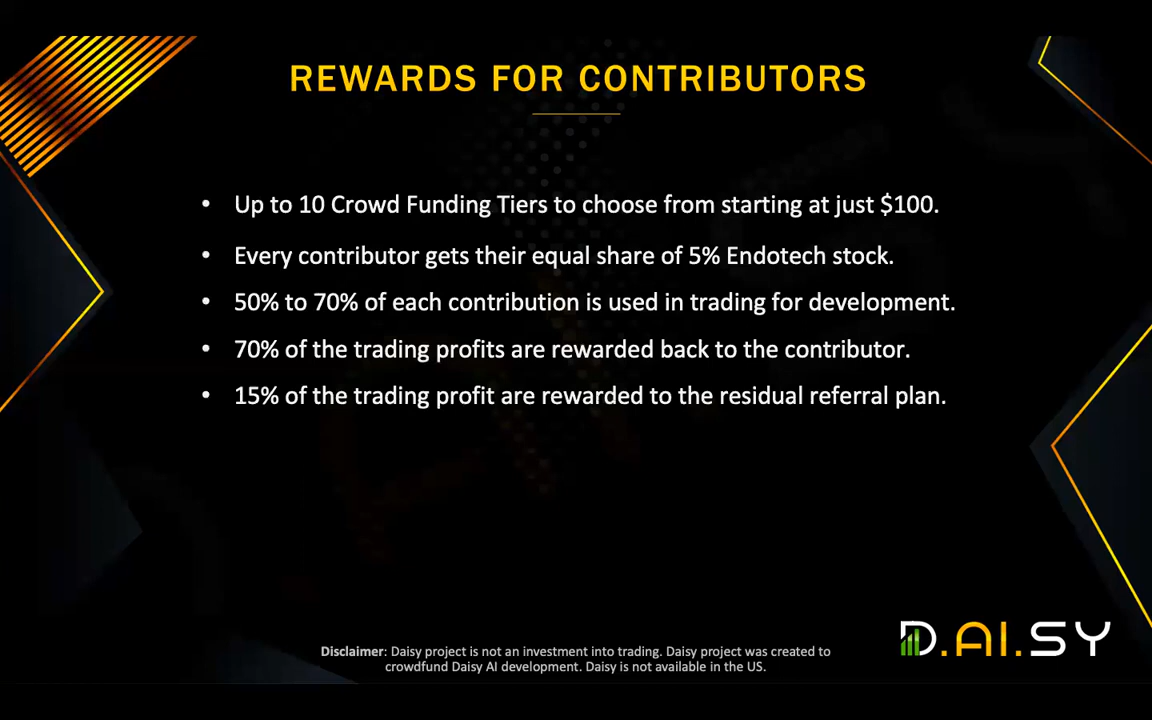 REWARDS FOR CONTRIBUTORS
• Up to 10 Crowd Funding Tiers to choose from starting at just $100.
• Every contributor gets their equal share of 5% Endotech stock.
• 50% to 70% of each contribution is used in trading for development.
• 70% of the trading profits are rewarded back to the contributor.
• 15% of the trading profit are rewarded to the residual referral plan.
D.AI.SY
Disclaimer: Daisy project is not an investment into trading. Daisy project was created to
crowdfund Daisy AI development. Daisy is not available in the US.